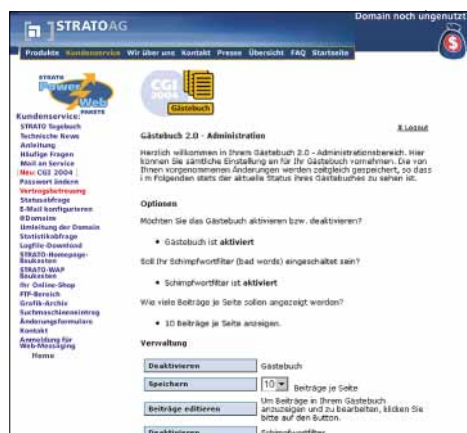 Domain noch ungenutzt
STRATO AG
Produkte Kundenservice Wir über uns Kontakt Presse Übersicht FAQ Startseite
STRATO
Power
Web
PAKETE
CGI
2004
Gästebuch
Kundenservice:
STRATO Tagebuch
Technische News
Anleitung
Häufige Fragen
Mail an Service
[Neu: CGI 2004 ]
Passwort ändern
Vertragsbetreuung
Statusabfrage
E-Mail konfigurieren
@Domains
Umleitung der Domain
Statistikabfrage
Logfile-Download
STRATO-Homepage-
Baukasten
STRATO-WAP
Baukasten
Ihr Online-Shop
FTP-Bereich
Grafik-Archiv
Suchmaschineneintrag
Änderungsformulare
Kontakt
Anmeldung für
Web-Messaging
Home
X Logout
Gästebuch 2.0 - Administration
Herzlich willkommen in Ihrem Gästebuch 2.0 - Administrationsbereich. Hier
können Sie sämtliche Einstellung en für Ihr Gästebuch vornehmen. Die von
Ihnen vorgenommenen Änderungen werden zeitgleich gespeichert, so dass
i m Folgenden stets der aktuelle Status Ihres Gästebuches zu sehen ist.
Optionen
Möchten Sie das Gästebuch aktivieren bzw. deaktivieren?
• Gästebuch ist aktiviert
Soll Ihr Schimpfwortfilter (bad words) eingeschaltet sein?
• Schimpfwortfilter ist aktiviert
Wie viele Beiträge je Seite sollen angezeigt werden?
• 10 Beiträge je Seite anzeigen.
Verwaltung
Deaktivieren Gästebuch
Speichern 10 Beiträge je Seite
Beiträge editieren Um Beiträge in Ihrem Gästebuch
anzuzeigen und zu bearbeiten, klicken Sie
bitte auf den Button.
Deaktivieren Schimpfwortfilter